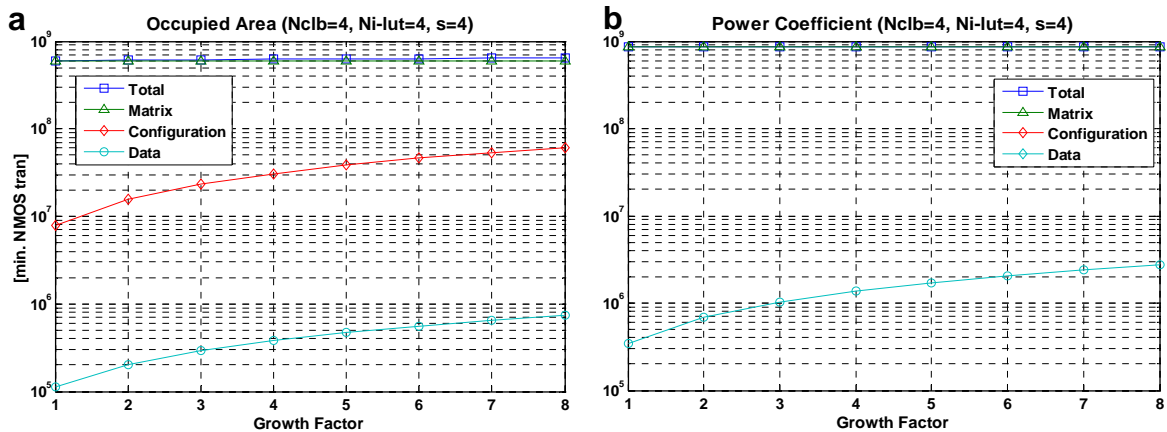 a
Occupied Area (Nclb=4, Ni-lut=4, s=4)
10^9
10^8
10^7
10^6
10^5
[min. NMOS tran]
Total
Matrix
Configuration
Data
1 2 3 4 5 6 7 8
Growth Factor
b
Power Coefficient (Nclb=4, Ni-lut=4, s=4)
10^9
10^8
10^7
10^6
10^5
Total
Matrix
Configuration
Data
1 2 3 4 5 6 7 8
Growth Factor